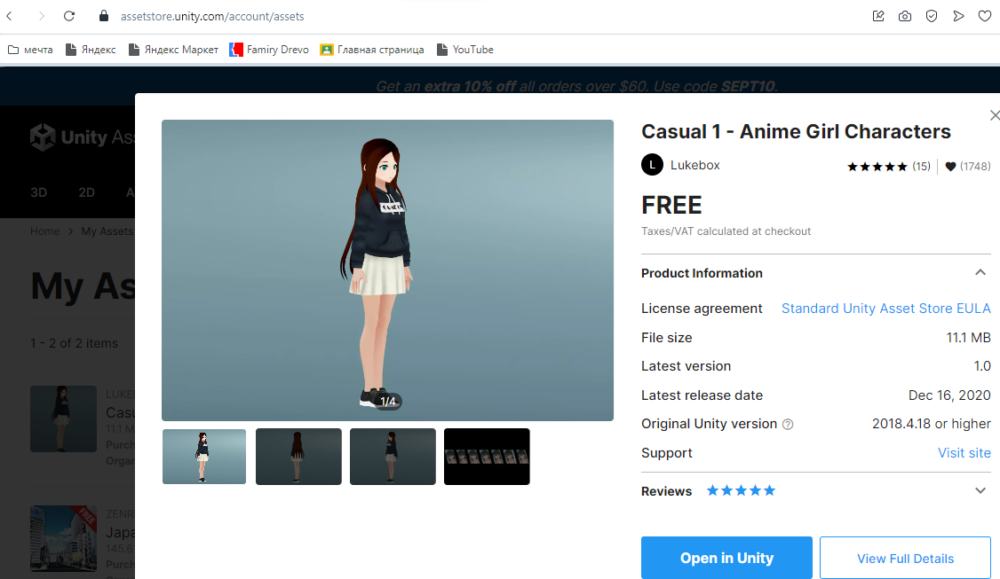 assetstore.unity.com/account/assets
мечта
Яндекс
Яндекс Маркет
Famiry Drevo
Главная страница
YouTube
Get an extra 10% off all orders over $60. Use code SEPT10.
Unity As
3D
2D
A
Home > My Assets
My As
1 - 2 of 2 items
LUKE
Casu
11.1 M
Purch
Organ
ZENR
FREE
Japa
145.6
Purch
1/4
Casual 1 - Anime Girl Characters
L Lukebox
(15)
(1748)
FREE
Taxes/VAT calculated at checkout
Product Information
License agreement Standard Unity Asset Store EULA
File size 11.1 MB
Latest version 1.0
Latest release date Dec 16, 2020
Original Unity version 2018.4.18 or higher
Support Visit site
Reviews
Open in Unity
View Full Details